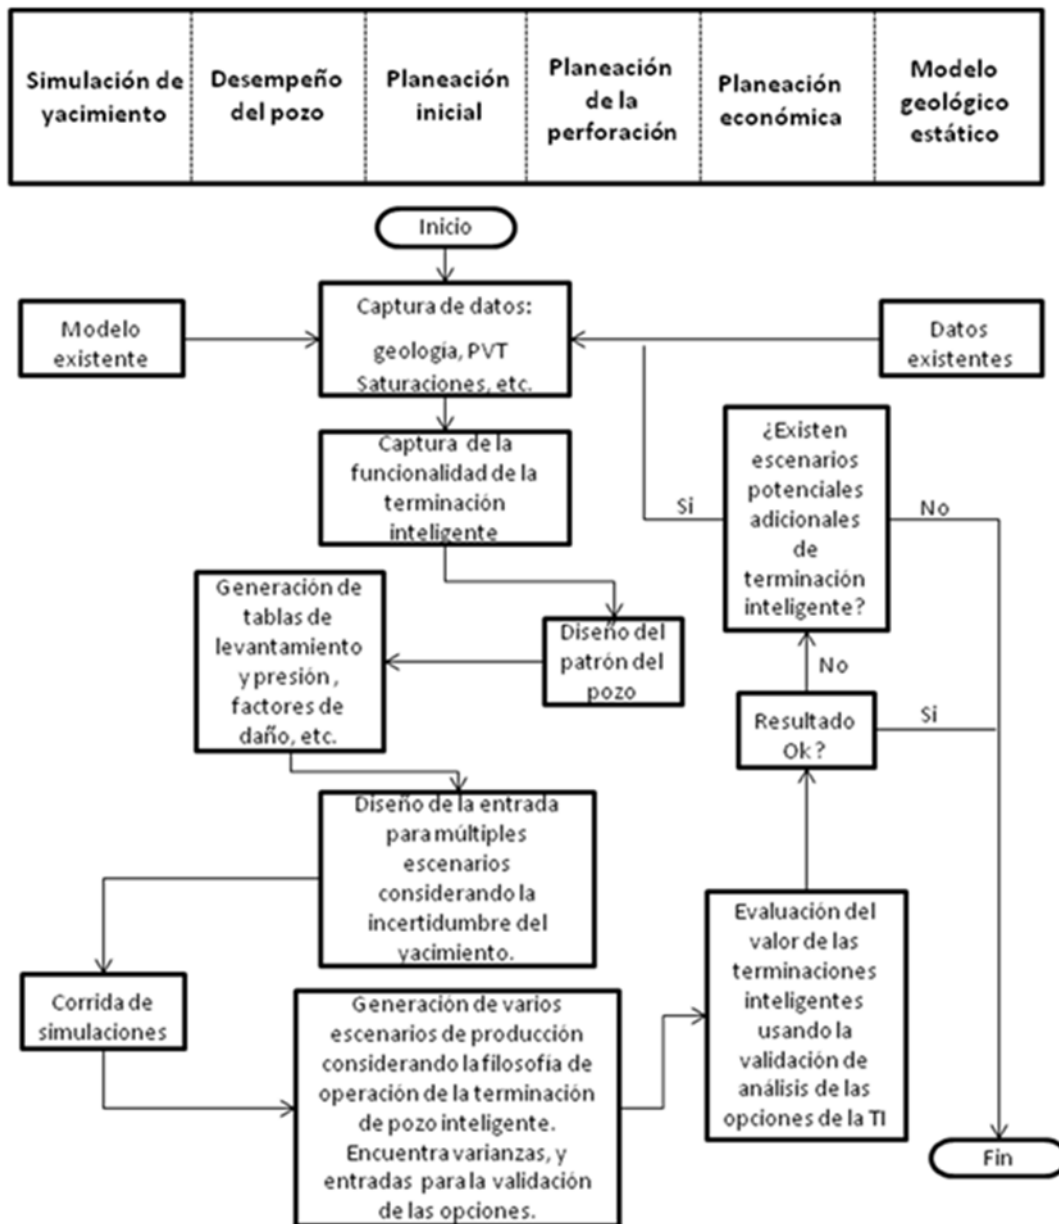 Simulación de
yacimiento
Desempeño
del pozo
Planeación
inicial
Planeación
de la
perforación
Planeación
económica
Modelo
geológico
estático
Inicio
Modelo
existente
Captura de datos:
geología, PVT
Saturaciones, etc.
Datos
existentes
Captura de la
funcionalidad de la
terminación
inteligente
¿Existen
escenarios
potenciales
adicionales
de
terminación
inteligente?
Si
No
Generación de
tablas de
levantamiento
y presión ,
factores de
daño, etc.
Diseño del
patrón del
pozo
No
Resultado
Ok?
Si
Diseño de la entrada
para múltiples
escenarios
considerando la
incertidumbre del
yacimiento.
Corrida de
simulaciones
Generación de varios
escenarios de producción
considerando la filosofía de
operación de la terminación
de pozo inteligente.
Encuentra varianzas, y
entradas para la validación
de las opciones.
Evaluación del
valor de las
terminaciones
inteligentes
usando la
validación de
análisis de las
opciones de la TI
Fin